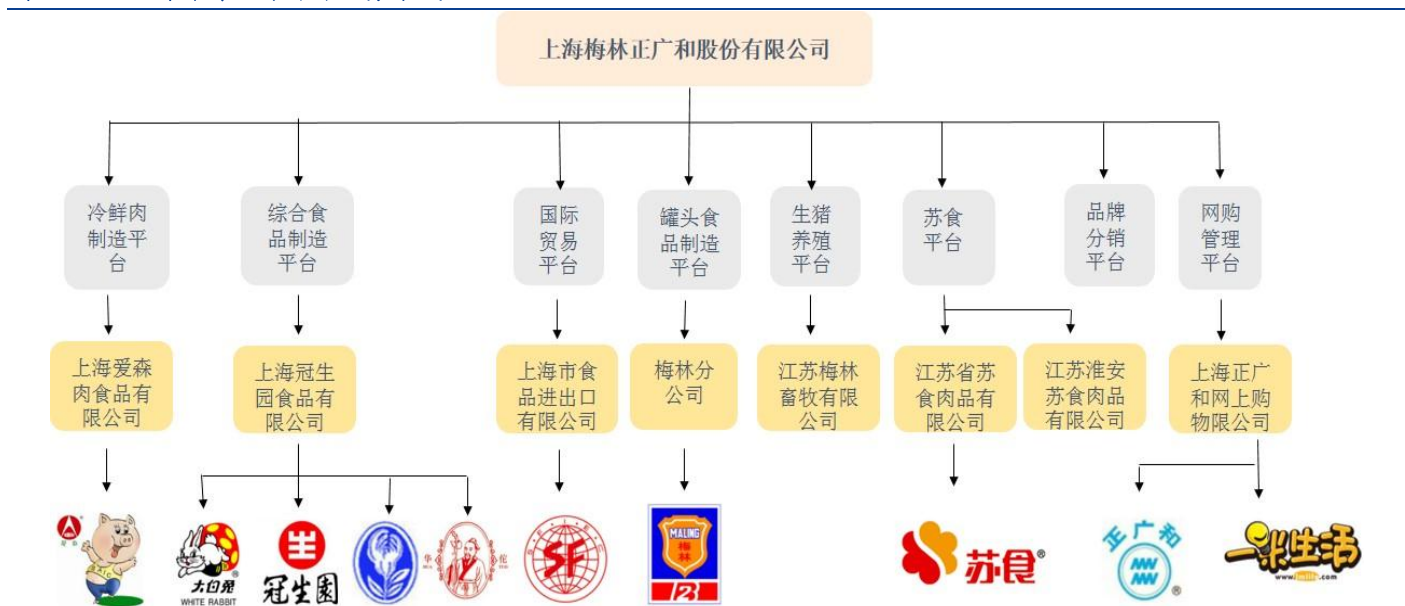 上海梅林正广和股份有限公司
冷鲜肉
制造平
台
综合食
品制造
平台
国际
贸易
平台
罐头食
品制造
平台
生猪
养殖
平台
苏食
平台
品牌
分销
平台
网购
管理
平台
上海爱森
肉食品有
限公司
上海冠生
园食品有
限公司
上海市食
品进出口
有限公司
梅林分
公司
江苏梅林
畜牧有限
公司
江苏省苏
食肉品有
限公司
江苏淮安
苏食肉品
有限公司
上海正广
和网上购
物限公司
大白兔®
WHITE RABBIT
生
冠生園
华佗
SF
MALING
梅林
B2
苏食®
正广和
®
一米生活